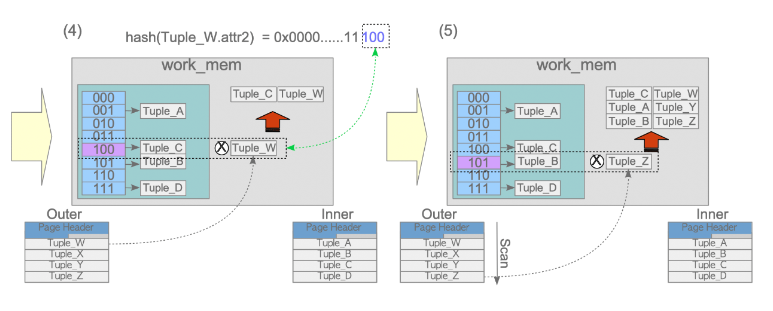 (4)
hash(Tuple_W.attr2) = 0x0000......11 100
work_mem
000
001
010
011
100
101
110
111
Tuple_A
Tuple_C
Tuple_B
Tuple_D
Tuple_C Tuple_W
Tuple_W
Outer
Page Header
Tuple_W
Tuple_X
Tuple_Y
Tuple_Z
Inner
Page Header
Tuple_A
Tuple_B
Tuple_C
Tuple_D
(5)
work_mem
000
001
010
011
100
101
110
111
Tuple_A
Tuple_C
Tuple_B
Tuple_D
Tuple_C Tuple_W
Tuple_A Tuple_Y
Tuple_B Tuple_Z
Tuple_Z
Outer
Page Header
Tuple_W
Tuple_X
Tuple_Y
Tuple_Z
Scan
Inner
Page Header
Tuple_A
Tuple_B
Tuple_C
Tuple_D